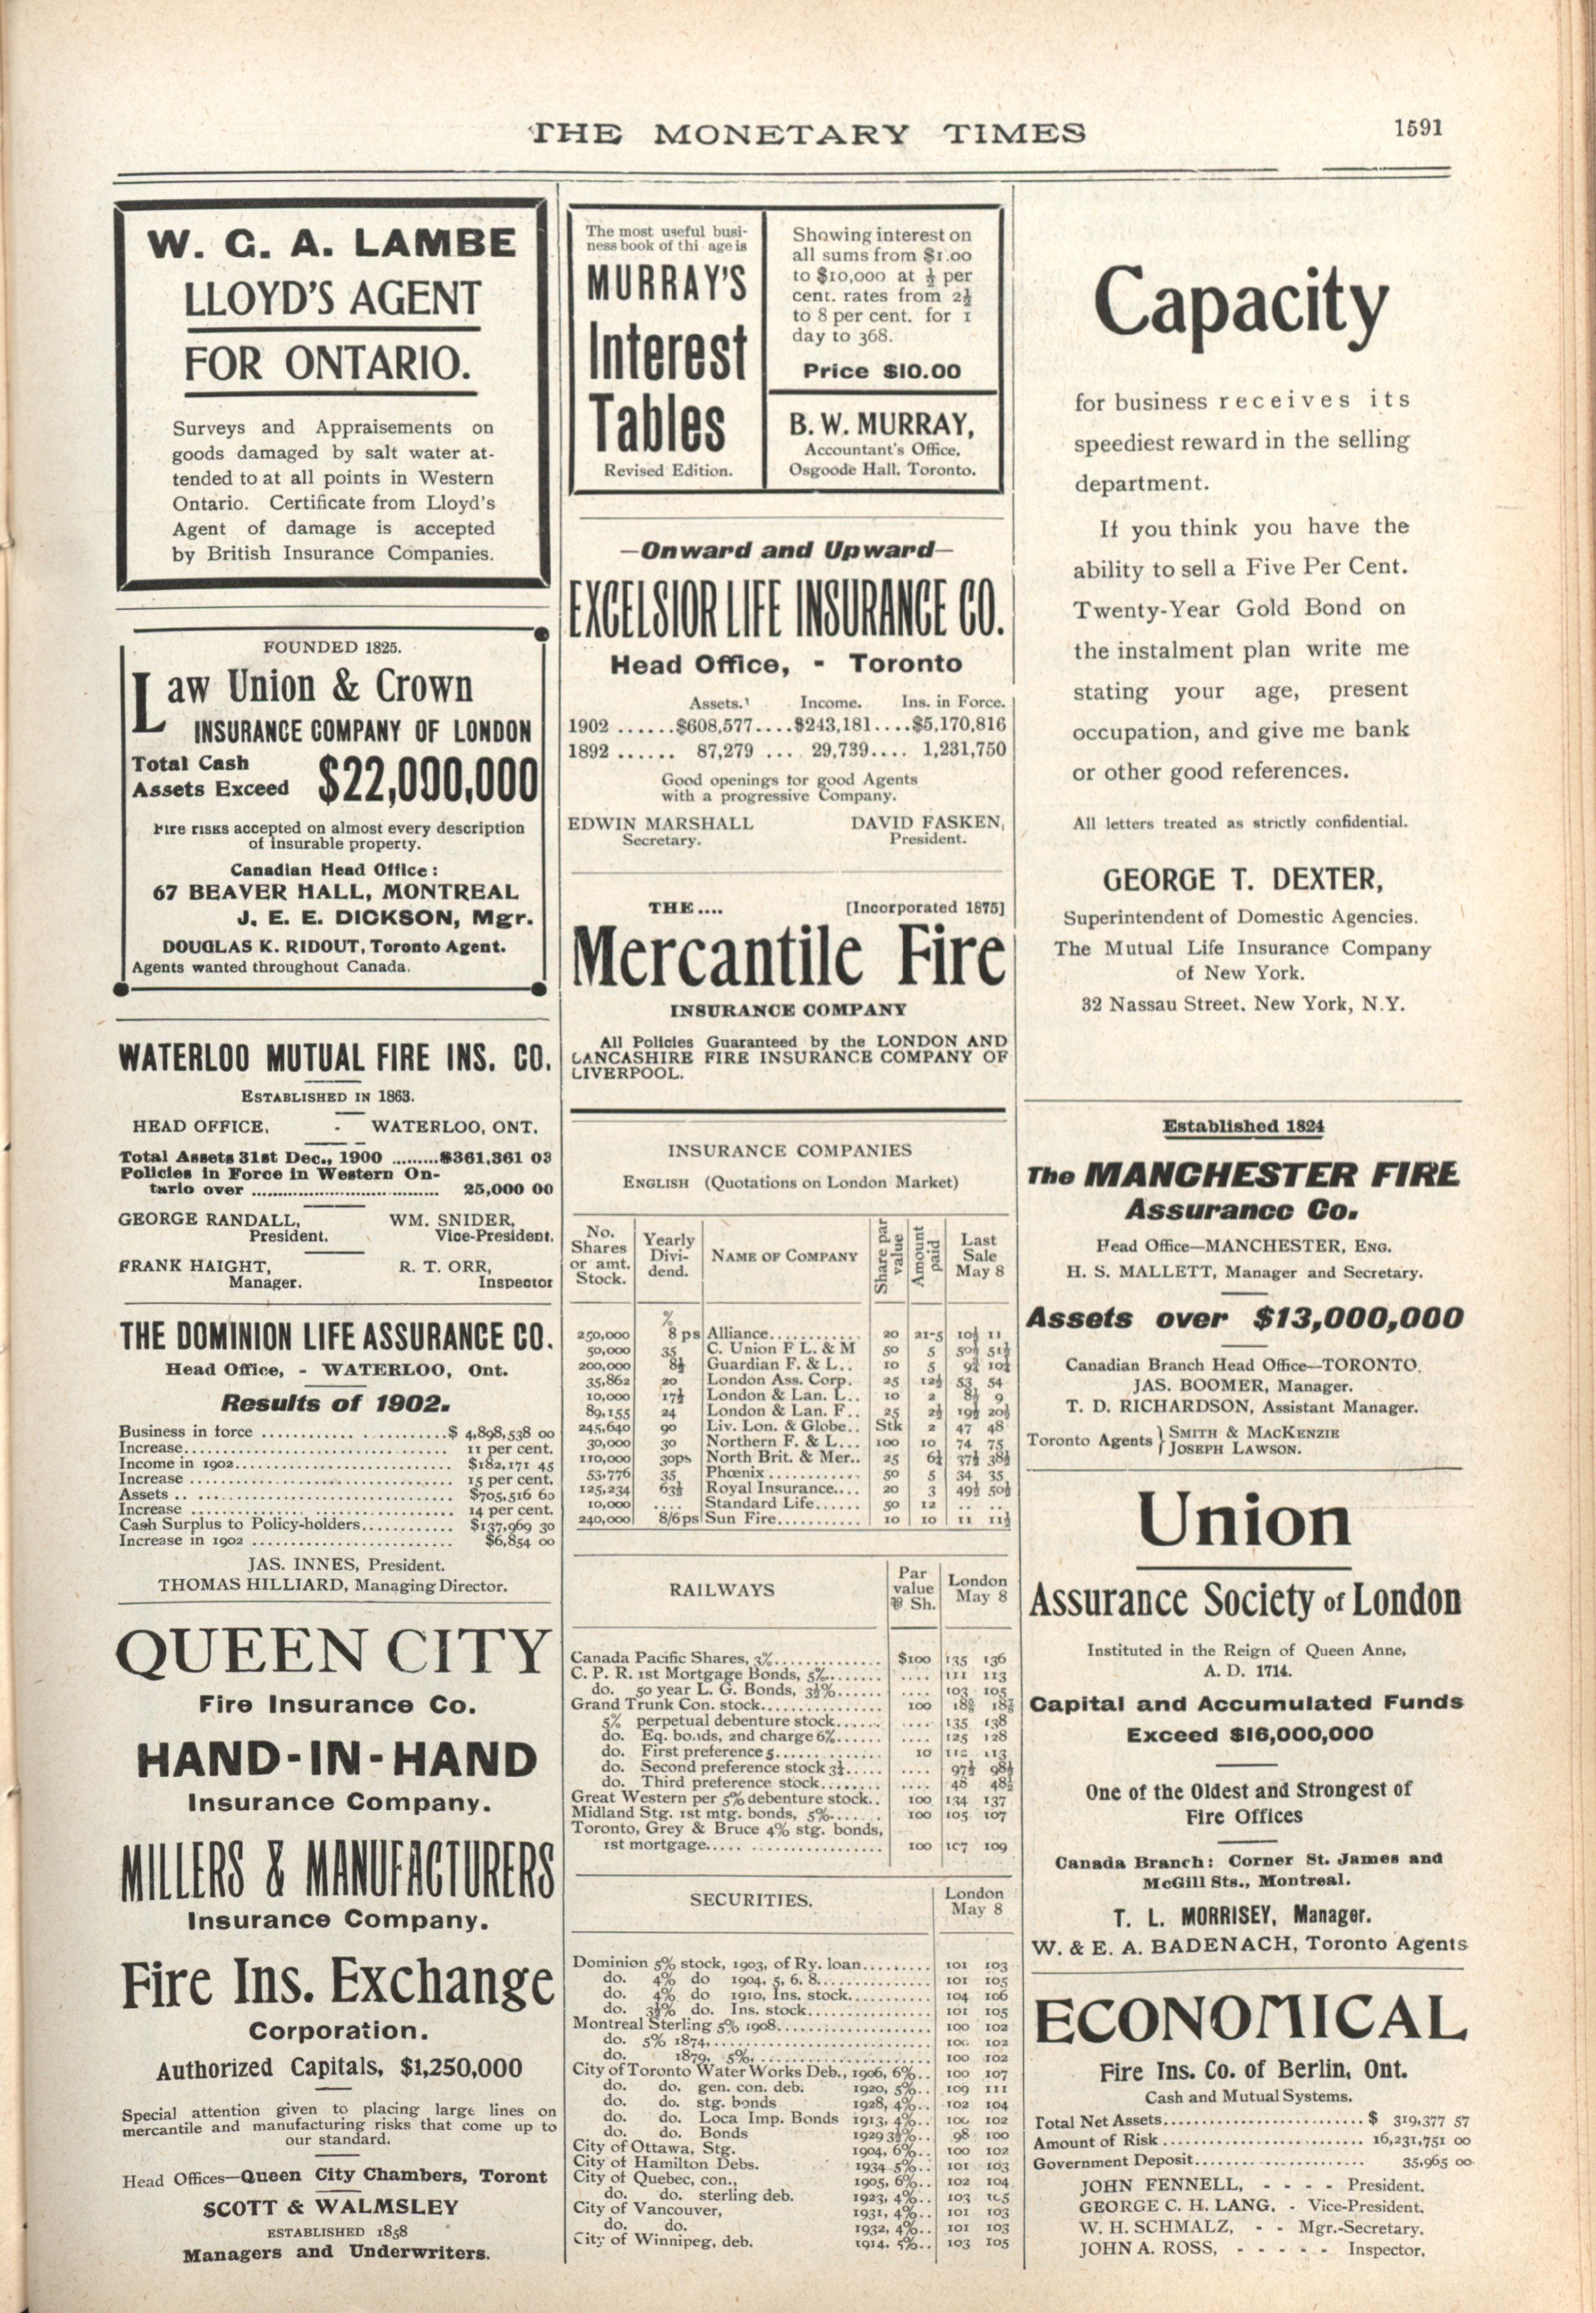 THE MONETARY TIMES
1591
W. G. A. LAMBE
LLOYD'S AGENT
FOR ONTARIO.
Surveys and Appraisements on
goods damaged by salt water at-
tended to at all points in Western
Ontario. Certificate from Lloyd's
Agent of damage is accepted
by British Insurance Companies.
FOUNDED 1825.
Law Union & Crown
INSURANCE COMPANY OF LONDON
Total Cash
Assets Exceed $22,000,000
Fire risks accepted on almost every description
of insurable property.
Canadian Head Office:
67 BEAVER HALL, MONTREAL
J. E. E. DICKSON, Mgr.
DOUGLAS K. RIDOUT, Toronto Agent.
Agents wanted throughout Canada.
WATERLOO MUTUAL FIRE INS. CO.
ESTABLISHED IN 1863.
HEAD OFFICE, - WATERLOO, ONT.
Total Assets 31st Dec., 1900 .........$361,361 03
Policies in Force in Western On-
tario over ........................................ 25,000 00
GEORGE RANDALL, WM. SNIDER,
President. Vice-President.
FRANK HAIGHT, R. T. ORR,
Manager. Inspector
THE DOMINION LIFE ASSURANCE CO.
Head Office, - WATERLOO, Ont.
Results of 1902.
Business in force ........................$ 4,898,538 00
Increase.................................. 11 per cent.
Income in 1902............................ $182,171 45
Increase .................................. 15 per cent.
Assets .. ................................. $705,516 60
Increase .................................. 14 per cent.
Cash Surplus to Policy-holders............ $137,969 30
Increase in 1902 .......................... $6,854 00
JAS. INNES, President.
THOMAS HILLIARD, Managing Director.
QUEEN CITY
Fire Insurance Co.
HAND-IN-HAND
Insurance Company.
MILLERS & MANUFACTURERS
Insurance Company.
Fire Ins. Exchange
Corporation.
Authorized Capitals, $1,250,000
Special attention given to placing large lines on
mercantile and manufacturing risks that come up to
our standard.
Head Offices—Queen City Chambers, Toront
SCOTT & WALMSLEY
ESTABLISHED 1858
Managers and Underwriters.
The most useful busi-
ness book of thi age is
MURRAY'S
Interest
Tables
Revised Edition.
Showing interest on
all sums from $1.00
to $10,000 at ½ per
cent. rates from 2½
to 8 per cent. for 1
day to 368.
Price $10.00
B. W. MURRAY,
Accountant's Office,
Osgoode Hall, Toronto.
—Onward and Upward—
EXCELSIOR LIFE INSURANCE CO.
Head Office, - Toronto
Assets. Income. Ins. in Force.
1902 ......$608,577....$243,181....$5,170,816
1892 ...... 87,279 .... 29,739.... 1,231,750
Good openings for good Agents
with a progressive Company.
EDWIN MARSHALL DAVID FASKEN,
Secretary. President.
THE.... [Incorporated 1875]
Mercantile Fire
INSURANCE COMPANY
All Policies Guaranteed by the LONDON AND
LANCASHIRE FIRE INSURANCE COMPANY OF
LIVERPOOL.
INSURANCE COMPANIES
ENGLISH (Quotations on London Market)
No. Shares or amt. Stock. Yearly Divi- dend. NAME OF COMPANY Share par value Amount paid Last Sale May 8
%
250,000 8 ps Alliance............ 20 21-5 10½ 11
50,000 35 C. Union F L. & M 50 5 50½ 51½
200,000 8½ Guardian F. & L.. 10 5 10¼
35,862 20 London Ass. Corp. 25 12½ 53 54
10,000 17½ London & Lan. L.. 10 2 8½ 9
89,155 24 London & Lan. F.. 25 2½ 19½ 20½
245,640 90 Liv. Lon. & Globe.. Stk 2 47 48
30,000 30 Northern F. & L... 100 10 74 75
110,000 30ps North Brit. & Mer.. 25 6¼ 37½ 38½
53,776 35 Phœnix............ 50 5 34 35
125,234 63½ Royal Insurance.... 20 3 49½ 50½
10,000 .... Standard Life...... 50 12 .. ..
240,000 8/6ps Sun Fire........... 10 10 11 11½
RAILWAYS Par value ℔ Sh. London May 8
Canada Pacific Shares, 3%.............. $100 135 136
C. P. R. 1st Mortgage Bonds, 5%........ .... 111 113
do. 50 year L. G. Bonds, 3½%...... .... 103 105
Grand Trunk Con. stock................ 100
5% perpetual debenture stock...... .... 135 138
do. Eq. bonds, 2nd charge 6%...... .... 125 128
do. First preference 5............. 10 112 113
do. Second preference stock 3¼..... .... 97½ 98½
do. Third preference stock........ .... 48 48½
Great Western per 5% debenture stock.. 100 134 137
Midland Stg. 1st mtg. bonds, 5%..... 100 105 107
Toronto, Grey & Bruce 4% stg. bonds,
1st mortgage..... ................. 100 107 109
SECURITIES. London May 8
Dominion 5% stock, 1903, of Ry. loan......... 101 103
do. 4% do 1904, 5, 6, 8............... 101 105
do. 4% do 1910, Ins. stock........... 104 106
do. 3½% do. Ins. stock................. 101 105
Montreal Sterling 5% 1908...................... 100 102
do. 5% 1874,........................... 100 102
do. 1879, 5%,........................ 100 102
City of Toronto Water Works Deb., 1906, 6%.. 100 107
do. do. gen. con. deb. 1920, 5%.. 109 111
do. do. stg. bonds 1928, 4%.. 102 104
do. do. Loca Imp. Bonds 1913, 4%.. 100 102
do. do. Bonds 1929 3½%.. 98 100
City of Ottawa, Stg. 1904, 6%.. 100 102
City of Hamilton Debs. 1934 5%.. 101 103
City of Quebec, con., 1905, 6%.. 102 104
do. do. sterling deb. 1923, 4%.. 103 105
City of Vancouver, 1931, 4%.. 101 103
do. do. 1932, 4%.. 101 103
City of Winnipeg, deb. 1914, 5%.. 103 105
Capacity
for business receives its
speediest reward in the selling
department.
If you think you have the
ability to sell a Five Per Cent.
Twenty-Year Gold Bond on
the instalment plan write me
stating your age, present
occupation, and give me bank
or other good references.
All letters treated as strictly confidential.
GEORGE T. DEXTER,
Superintendent of Domestic Agencies.
The Mutual Life Insurance Company
of New York.
32 Nassau Street, New York, N.Y.
Established 1824
The MANCHESTER FIRE
Assurance Co.
Head Office—MANCHESTER, ENG.
H. S. MALLETT, Manager and Secretary.
Assets over $13,000,000
Canadian Branch Head Office—TORONTO.
JAS. BOOMER, Manager.
T. D. RICHARDSON, Assistant Manager.
Toronto Agents } SMITH & MACKENZIE
JOSEPH LAWSON.
Union
Assurance Society of London
Instituted in the Reign of Queen Anne,
A. D. 1714.
Capital and Accumulated Funds
Exceed $16,000,000
One of the Oldest and Strongest of
Fire Offices
Canada Branch: Corner St. James and
McGill Sts., Montreal.
T. L. MORRISEY, Manager.
W. & E. A. BADENACH, Toronto Agents
ECONOMICAL
Fire Ins. Co. of Berlin, Ont.
Cash and Mutual Systems.
Total Net Assets............................ $ 319,377 57
Amount of Risk ............................ 16,231,751 00
Government Deposit........................ 35,965 00
JOHN FENNELL, - - - - President.
GEORGE C. H. LANG, - Vice-President.
W. H. SCHMALZ, - - Mgr.-Secretary.
JOHN A. ROSS, - - - - - Inspector.